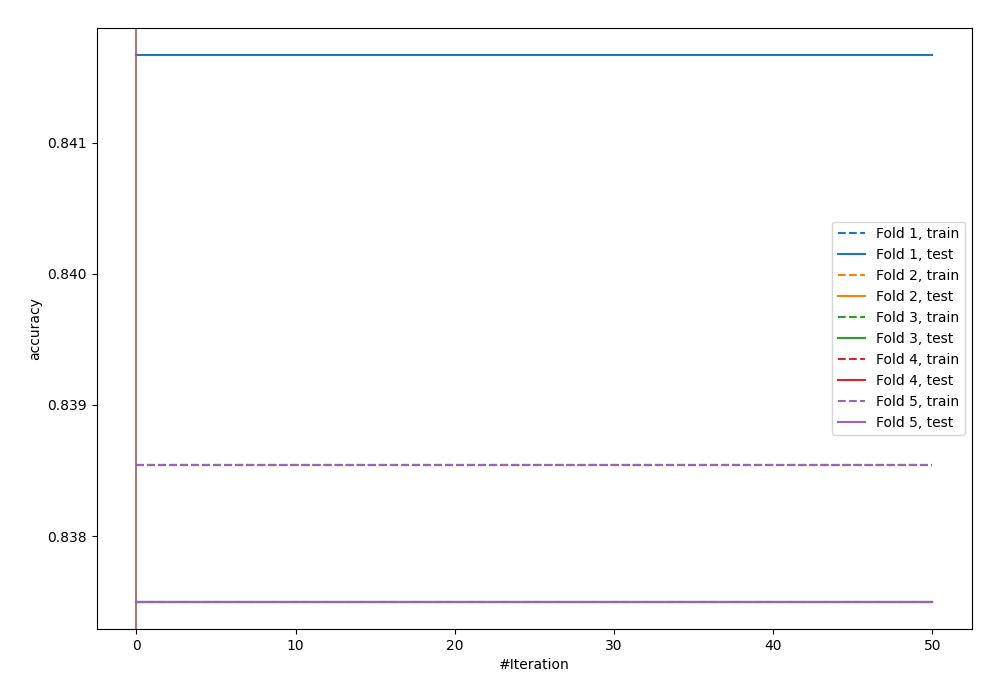 0.841
0.840
0.839
0.838
accuracy
0
10
20
30
40
50
#Iteration
Fold 1, train
Fold 1, test
Fold 2, train
Fold 2, test
Fold 3, train
Fold 3, test
Fold 4, train
Fold 4, test
Fold 5, train
Fold 5, test